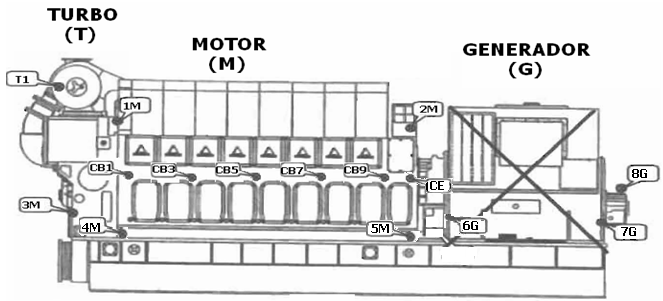 TURBO
(T)
MOTOR
(M)
GENERADOR
(G)
T1
1M
2M
CB1
CB3
CB5
CB7
CB9
CE
8G
3M
4M
5M
6G
7G